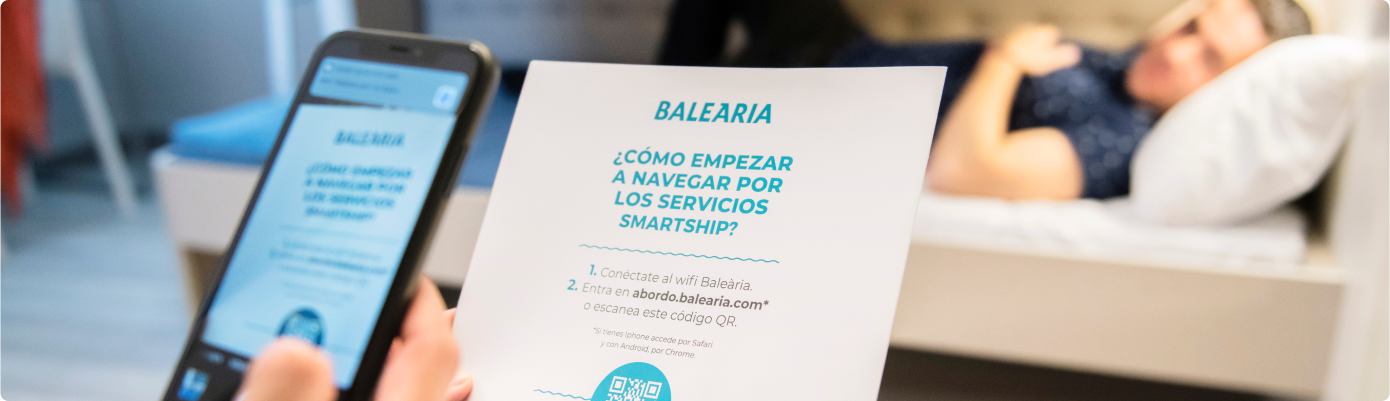 BALEARIA
¿CÓMO EMPEZAR
A NAVEGAR POR
LOS SERVICIOS
SMARTSHIP?
BALEARIA
¿CÓMO EMPEZAR
A NAVEGAR POR
LOS SERVICIOS
SMARTSHIP?
1. Conéctate al wifi Baleària.
2. Entra en abordo.balearia.com*
o escanea este código QR.
*Si tienes Iphone accede por Safari
y con Android, por Chrome.